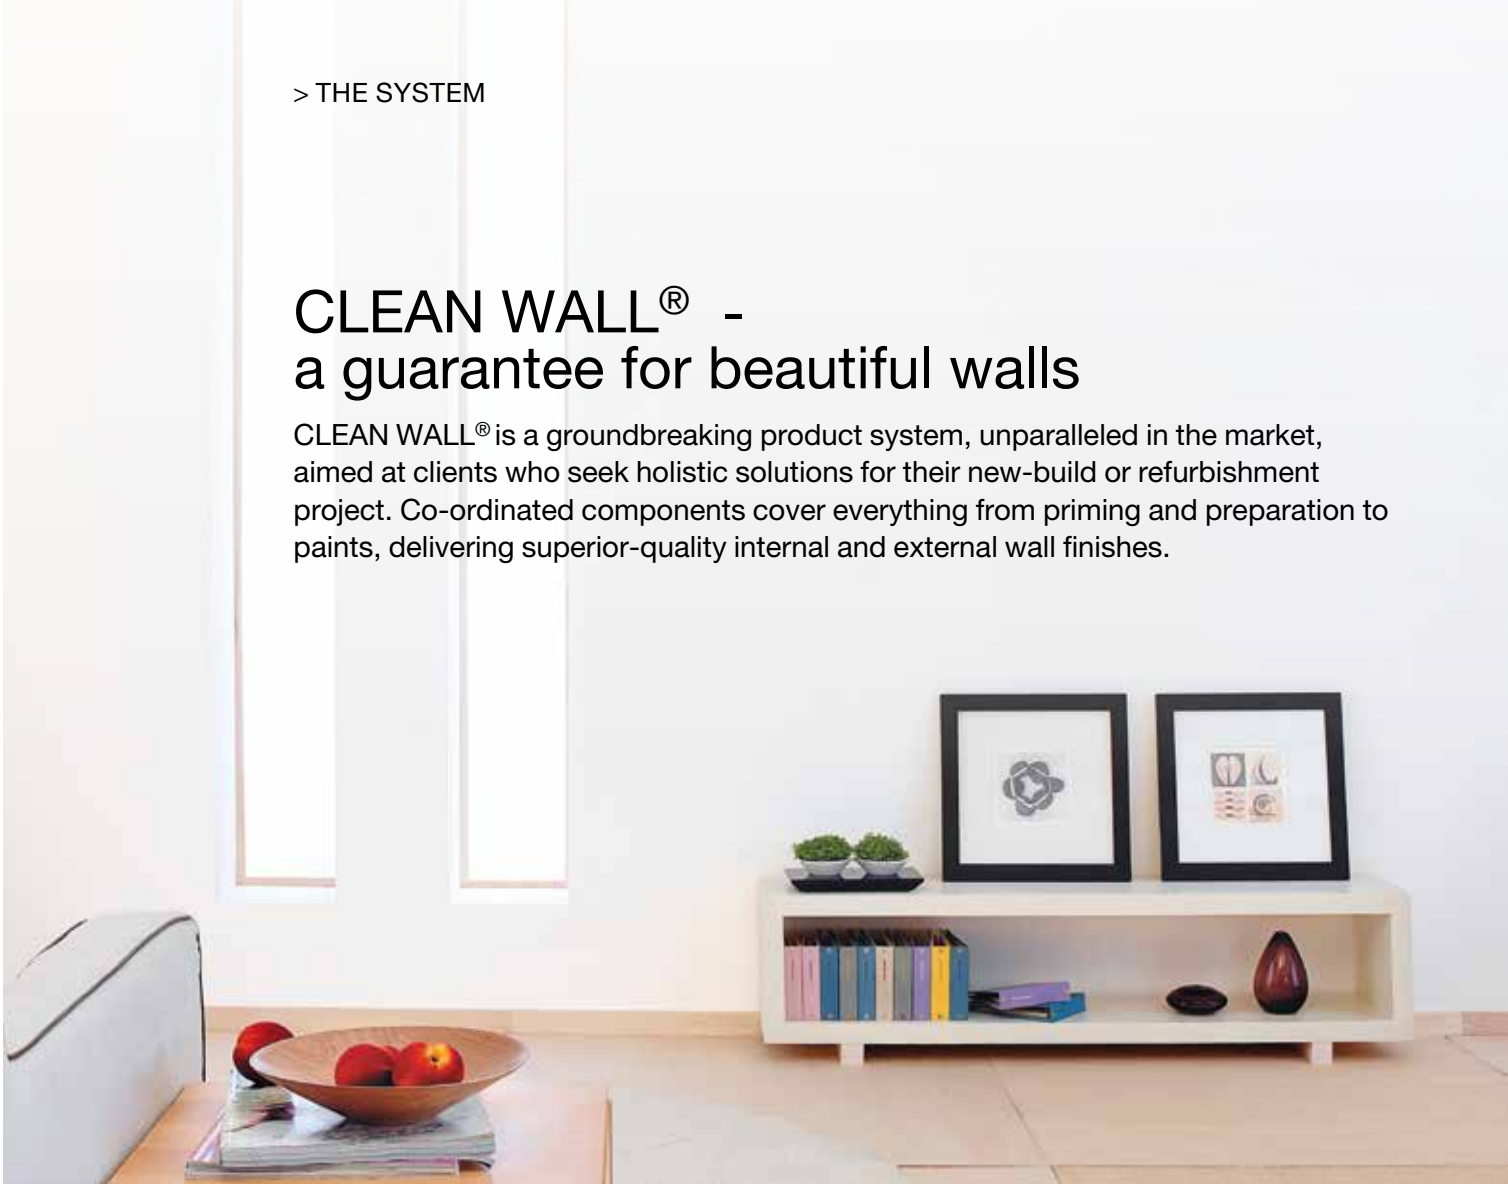 > THE SYSTEM
CLEAN WALL® -
a guarantee for beautiful walls
CLEAN WALL® is a groundbreaking product system, unparalleled in the market,
aimed at clients who seek holistic solutions for their new-build or refurbishment
project. Co-ordinated components cover everything from priming and preparation to
paints, delivering superior-quality internal and external wall finishes.